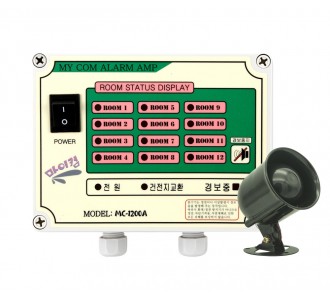 MY COM ALARM AMP
ROOM STATUS DISPLAY
ROOM 1 ROOM 5 ROOM 9
ROOM 2 ROOM 6 ROOM 10
ROOM 3 ROOM 7 ROOM 11
ROOM 4 ROOM 8 ROOM 12
POWER
마이컴
전 원 건전지교환 경보중
MODEL: MC-1200A